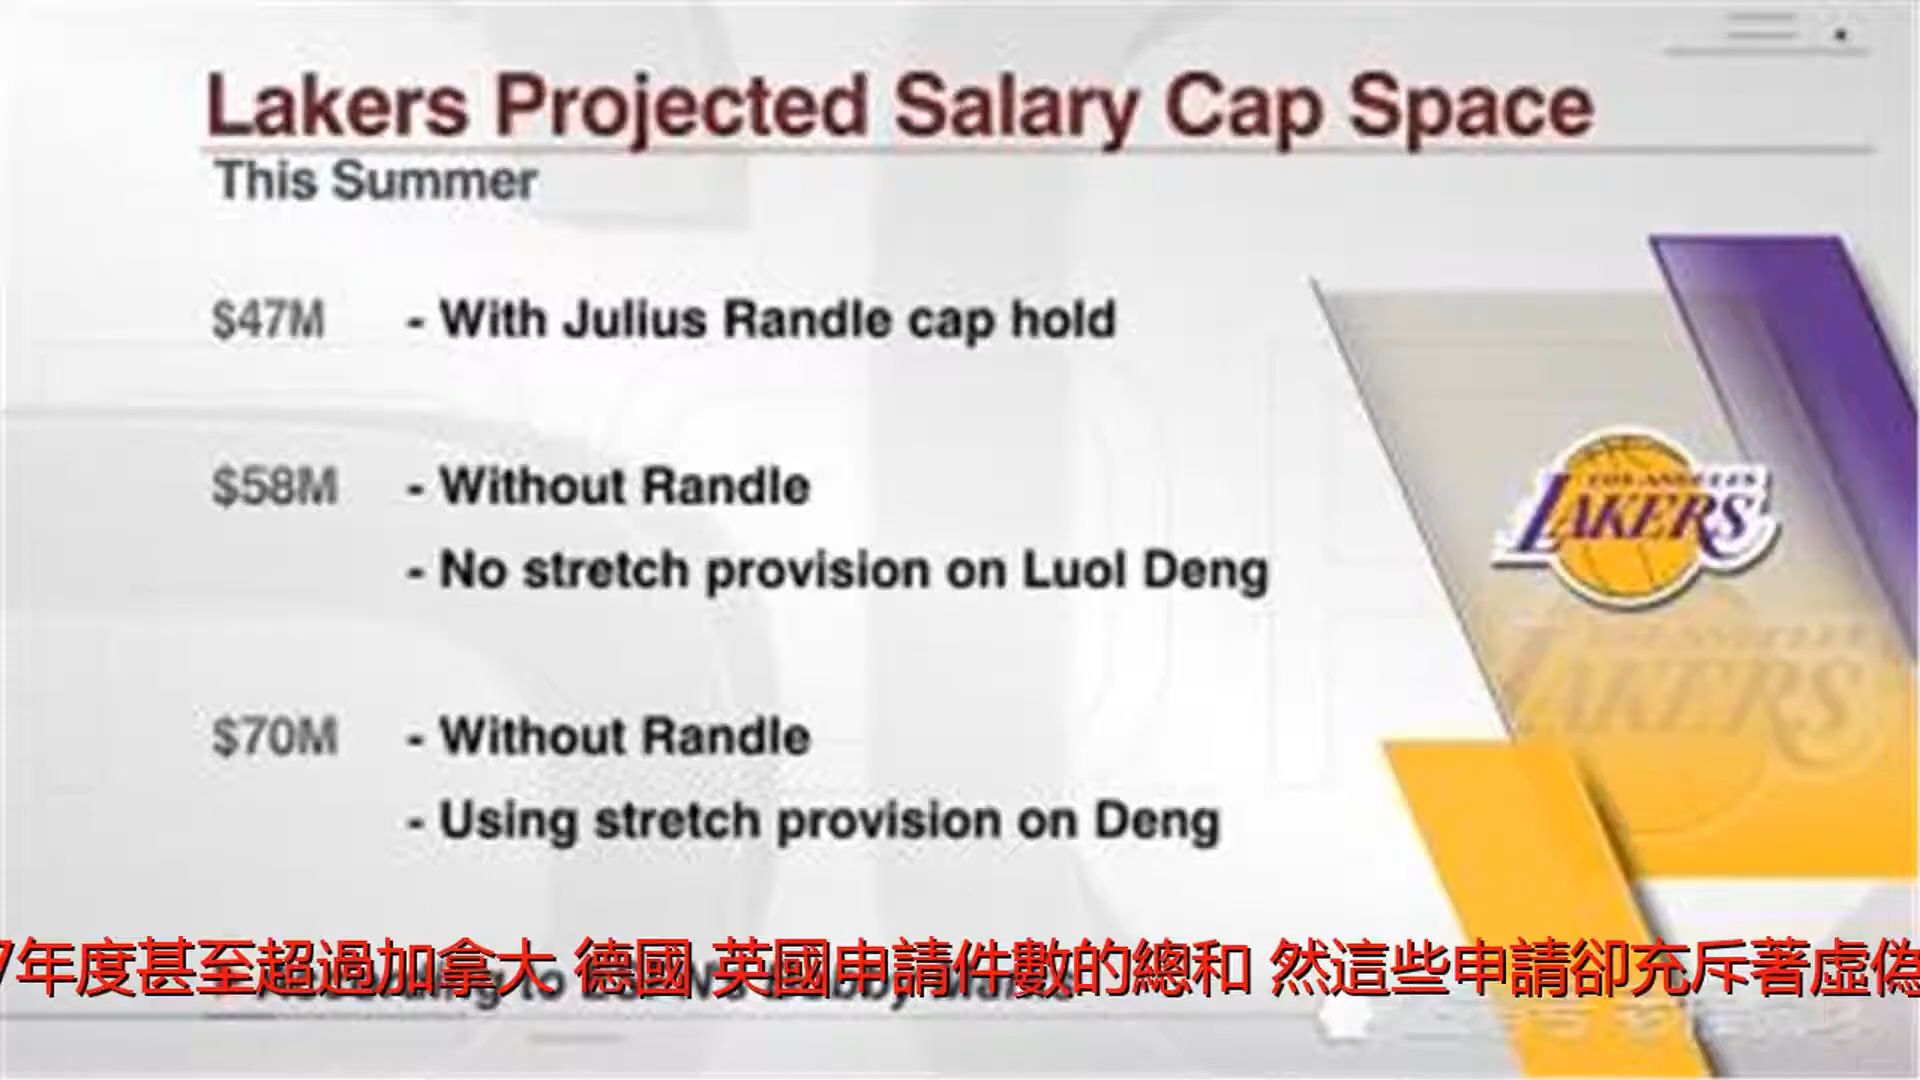 Lakers Projected Salary Cap Space
This Summer
$47M - With Julius Randle cap hold
$58M - Without Randle
- No stretch provision on Luol Deng
$70M - Without Randle
- Using stretch provision on Deng
7年度甚至超過加拿大 德國 英國申請件數的總和 然這些申請卻充斥著虛偽
LOS ANGELES
LAKERS